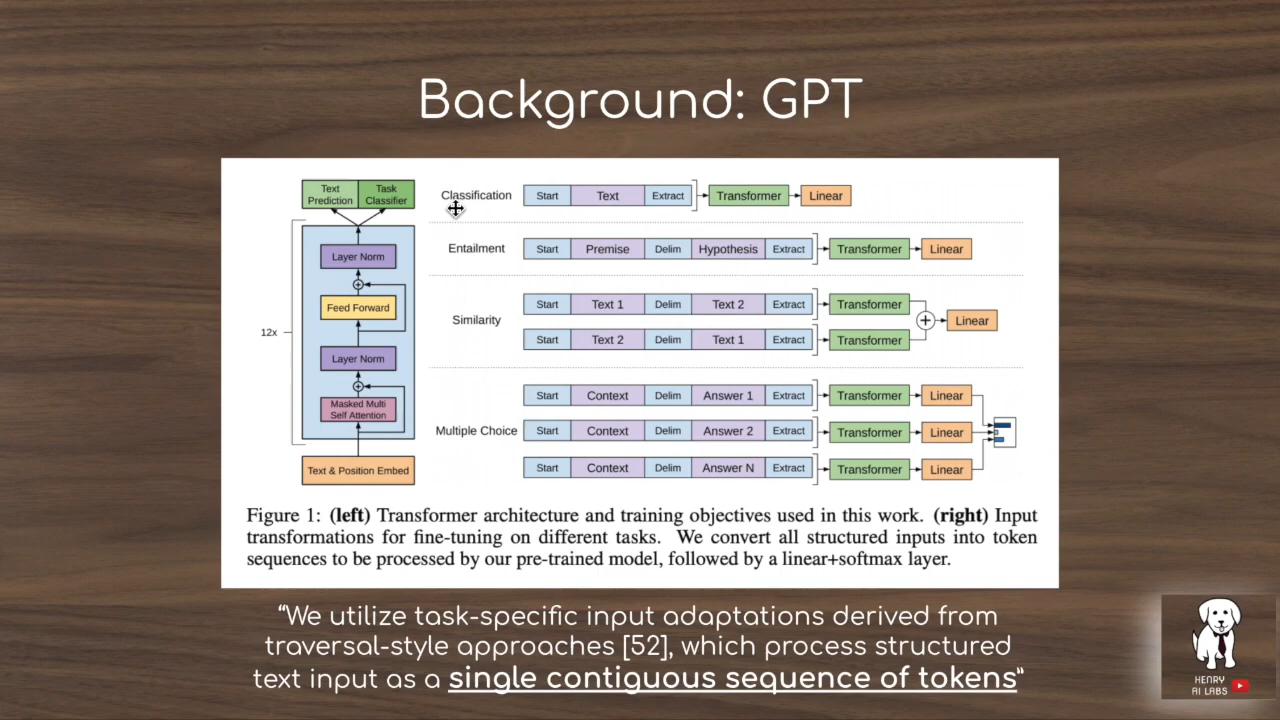 Background: GPT
Text
Prediction
Task
Classifier
Layer Norm
Feed Forward
12x
Layer Norm
Masked Multi
Self Attention
Text & Position Embed
Classification
Start Text Extract Transformer Linear
Entailment
Start Premise Delim Hypothesis Extract Transformer Linear
Similarity
Start Text 1 Delim Text 2 Extract Transformer
Linear
Start Text 2 Delim Text 1 Extract Transformer
Multiple Choice
Start Context Delim Answer 1 Extract Transformer Linear
Start Context Delim Answer 2 Extract Transformer Linear
Start Context Delim Answer N Extract Transformer Linear
Figure 1: (left) Transformer architecture and training objectives used in this work. (right) Input
transformations for fine-tuning on different tasks. We convert all structured inputs into token
sequences to be processed by our pre-trained model, followed by a linear+softmax layer.
“We utilize task-specific input adaptations derived from
traversal-style approaches [52], which process structured
text input as a single contiguous sequence of tokens”
HENRY
AI LABS